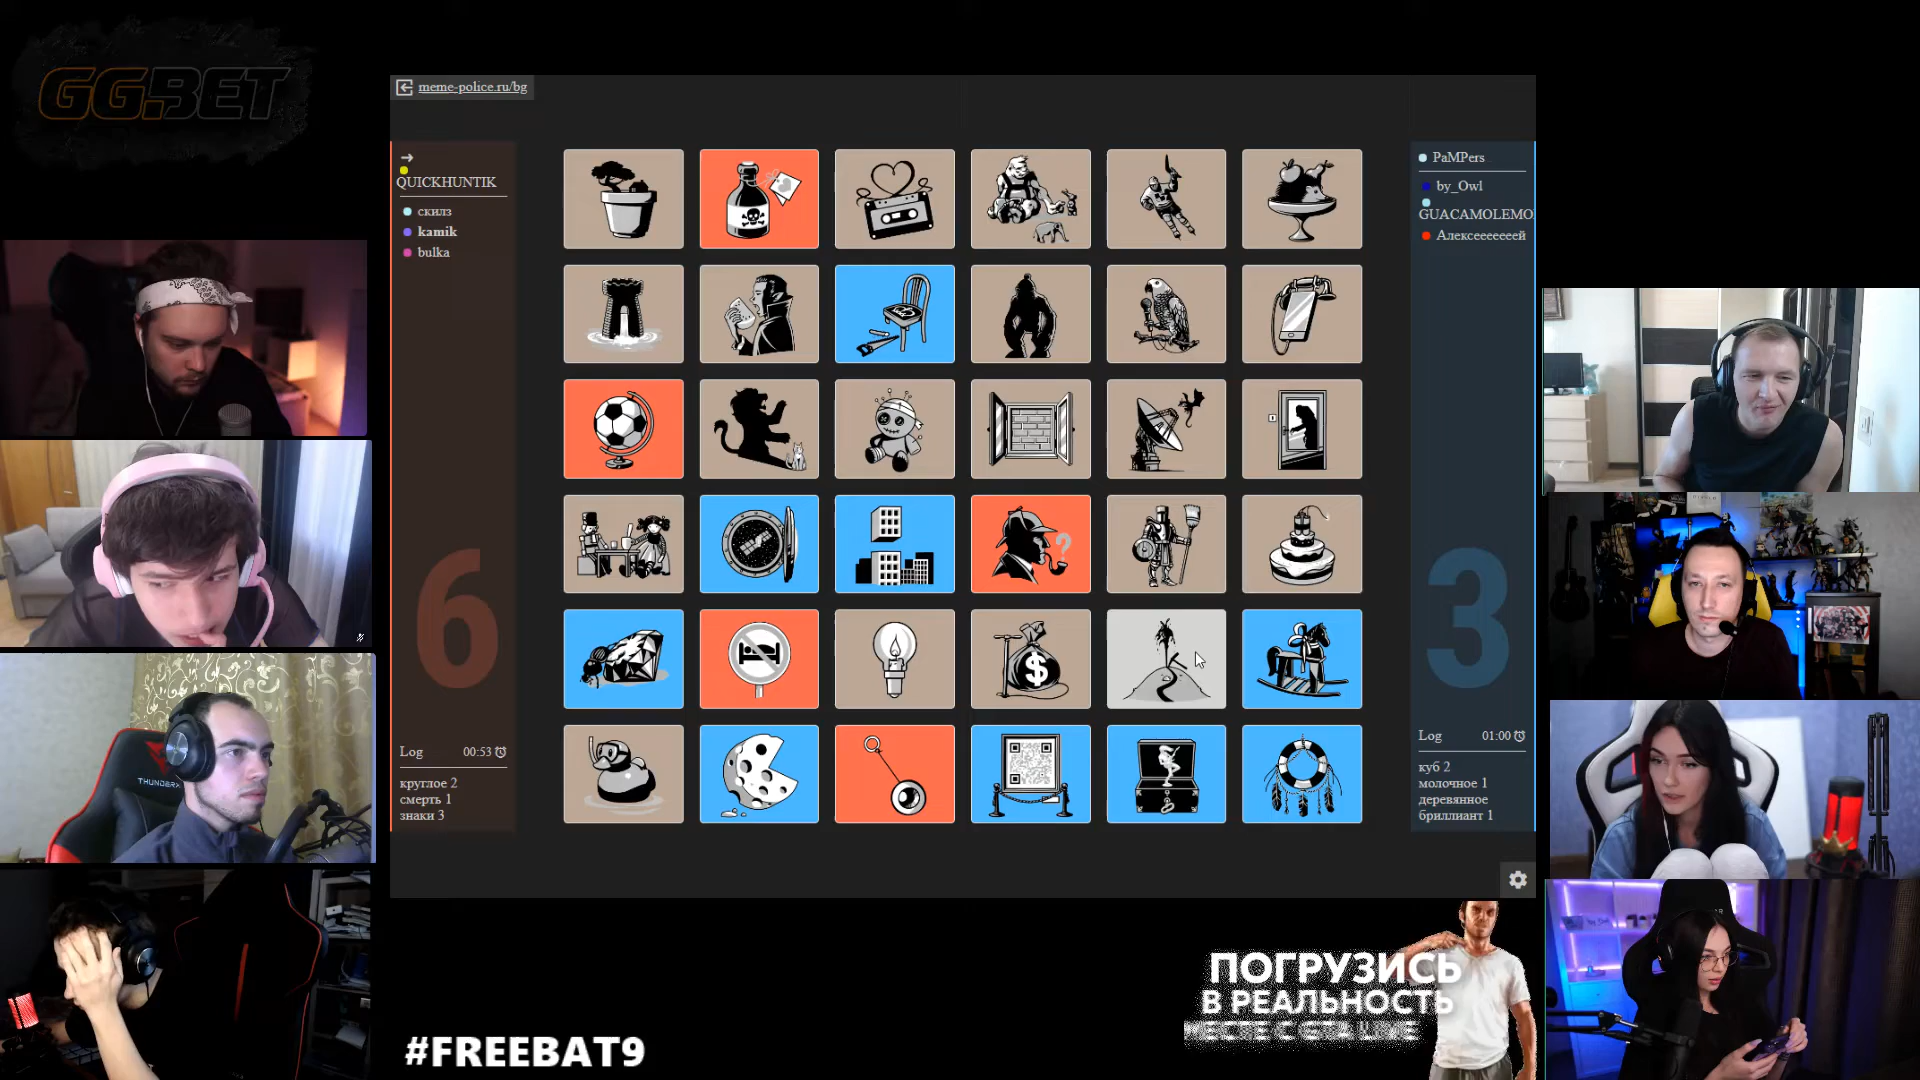 GG.BET
meme-police.ru/bg
QUICKHUNTIK
скилз
kamik
bulka
6
Log 00:53
круглое 2
смерть 1
знаки 3
$
?
PaMPers
by_Owl
GUACAMOLEMO
Алексеееееей
3
Log 01:00
куб 2
молочное 1
деревянное
бриллиант 1
THUNDERX
#FREEBAT9
ПОГРУЗИСЬ
В РЕАЛЬНОСТЬ